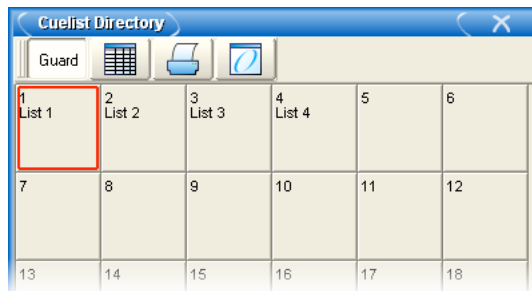 Cuelist Directory
Guard
1 2 3 4 5 6
List 1 List 2 List 3 List 4
7 8 9 10 11 12
13 14 15 16 17 18